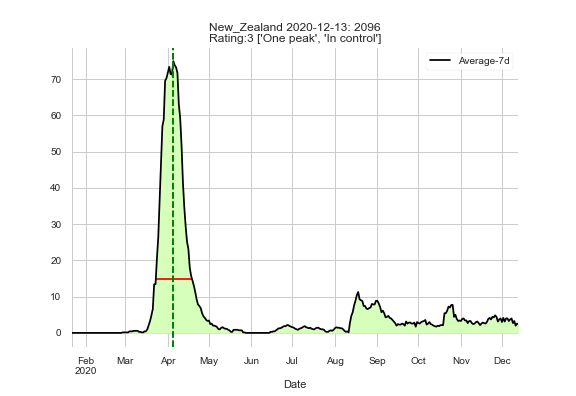 New_Zealand 2020-12-13: 2096
Rating:3 ['One peak', 'In control']
Average-7d
70
60
50
40
30
20
10
0
Feb Mar Apr May Jun Jul Aug Sep Oct Nov Dec
2020
Date